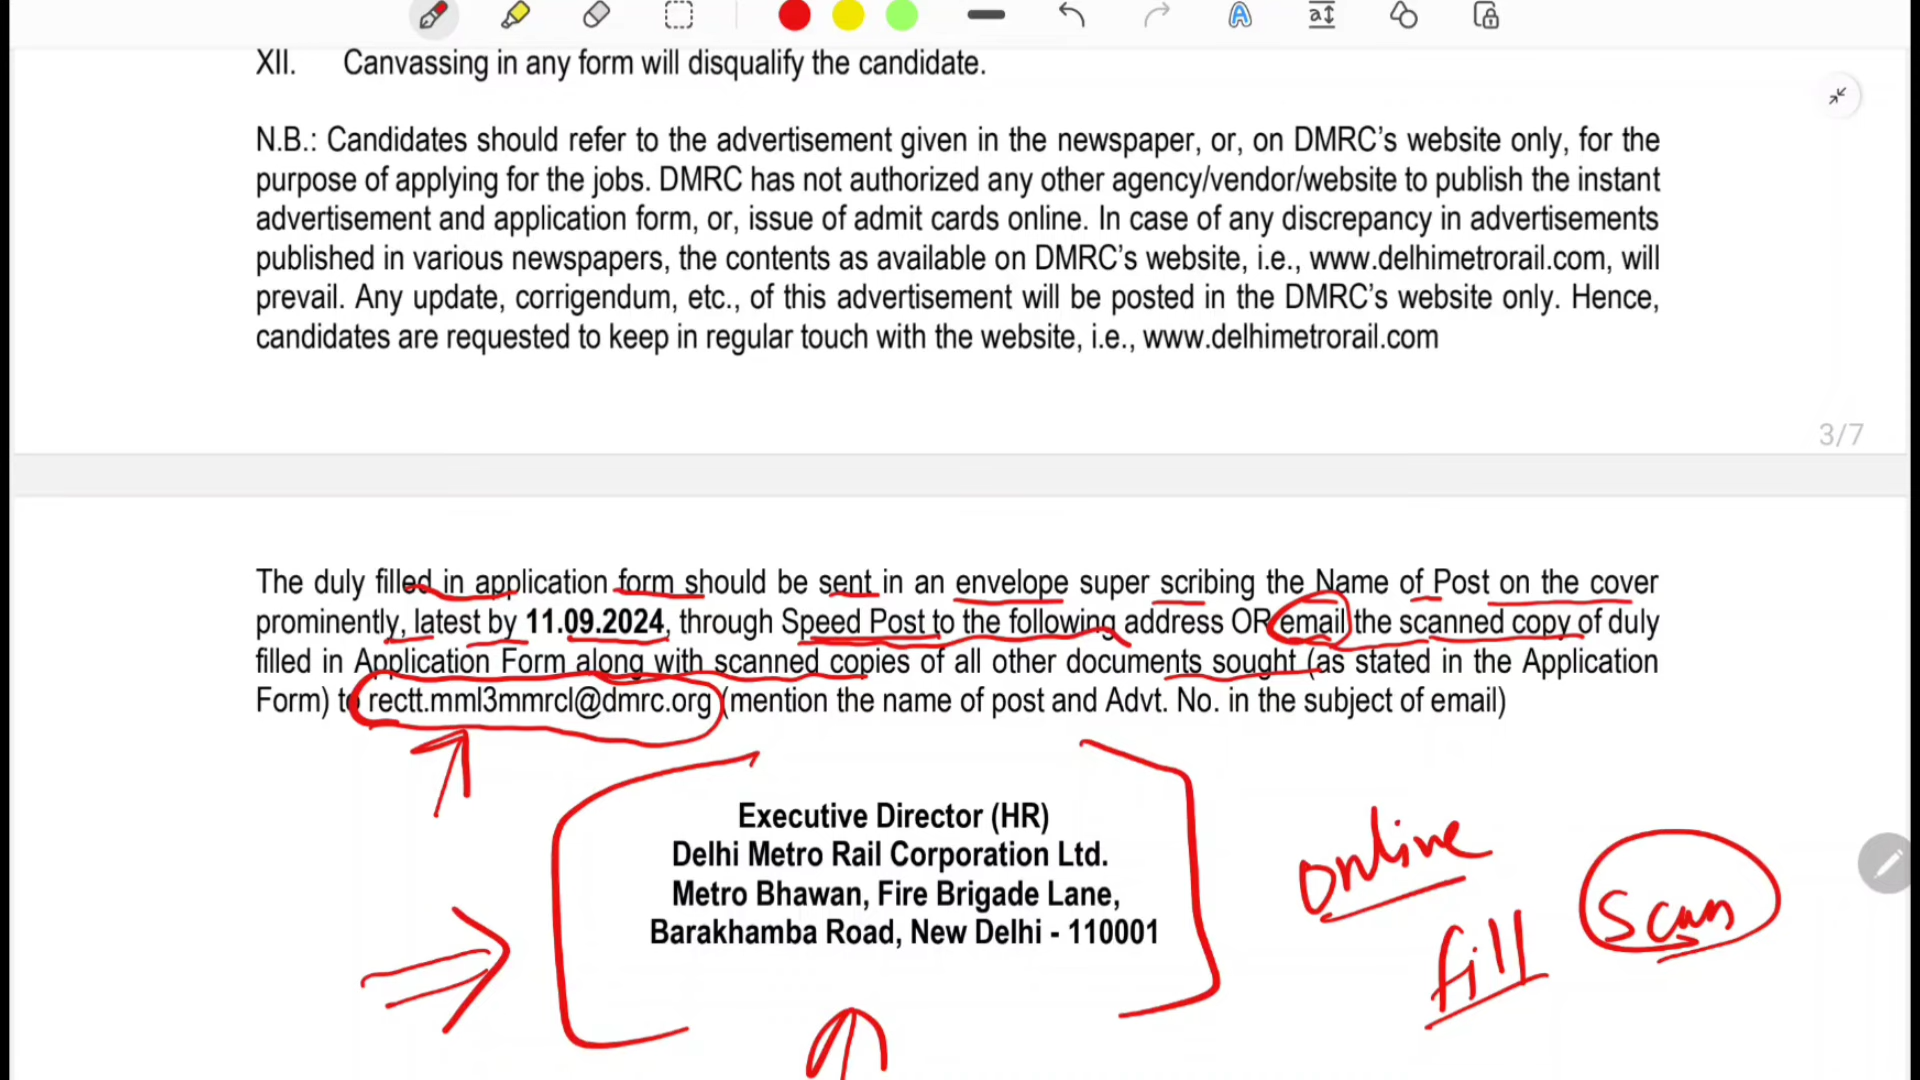 XII. Canvassing in any form will disqualify the candidate.
N.B.: Candidates should refer to the advertisement given in the newspaper, or, on DMRC's website only, for the
purpose of applying for the jobs. DMRC has not authorized any other agency/vendor/website to publish the instant
advertisement and application form, or, issue of admit cards online. In case of any discrepancy in advertisements
published in various newspapers, the contents as available on DMRC's website, i.e., www.delhimetrorail.com, will
prevail. Any update, corrigendum, etc., of this advertisement will be posted in the DMRC's website only. Hence,
candidates are requested to keep in regular touch with the website, i.e., www.delhimetrorail.com
3/7
The duly filled in application form should be sent in an envelope super scribing the Name of Post on the cover
prominently, latest by 11.09.2024, through Speed Post to the following address OR email the scanned copy of duly
filled in Application Form along with scanned copies of all other documents sought (as stated in the Application
Form) to rectt.mml3mmrcl@dmrc.org (mention the name of post and Advt. No. in the subject of email)
Executive Director (HR)
Delhi Metro Rail Corporation Ltd.
Metro Bhawan, Fire Brigade Lane,
Barakhamba Road, New Delhi - 110001
online
fill
Scan